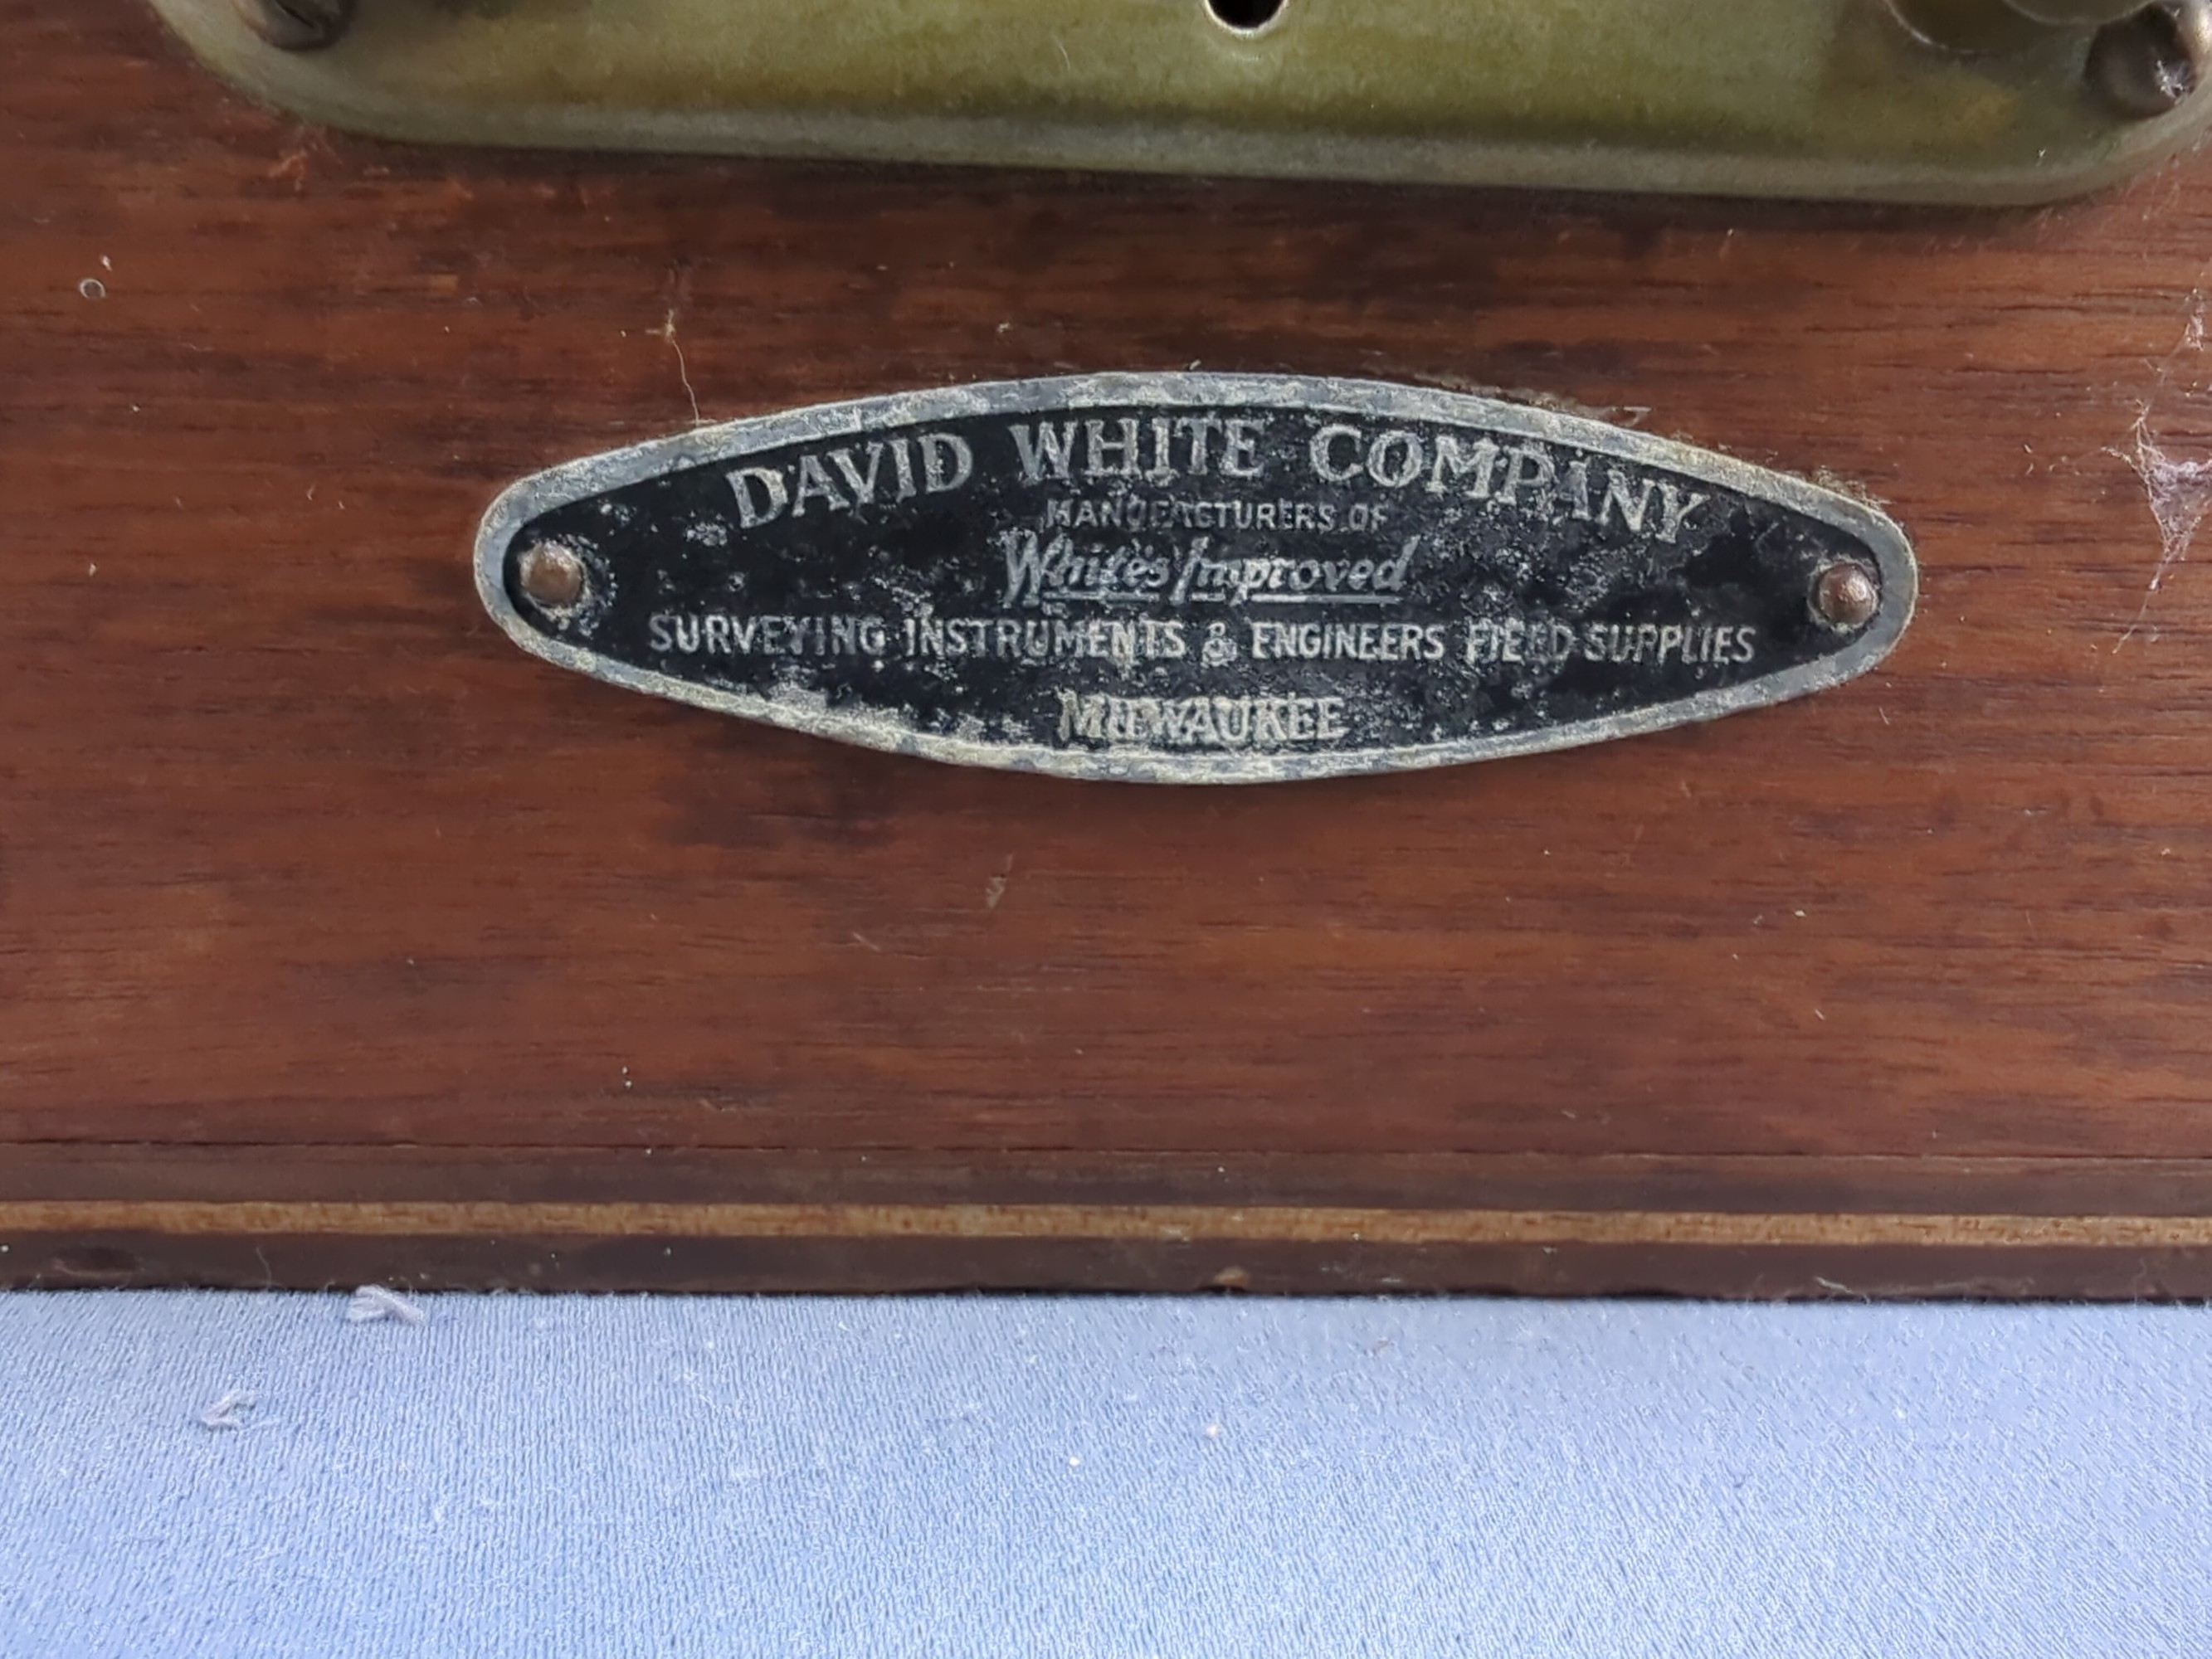 DAVID WHITE COMPANY
MANUFACTURERS OF
White's Improved
SURVEYING INSTRUMENTS & ENGINEERS FIELD SUPPLIES
MILWAUKEE